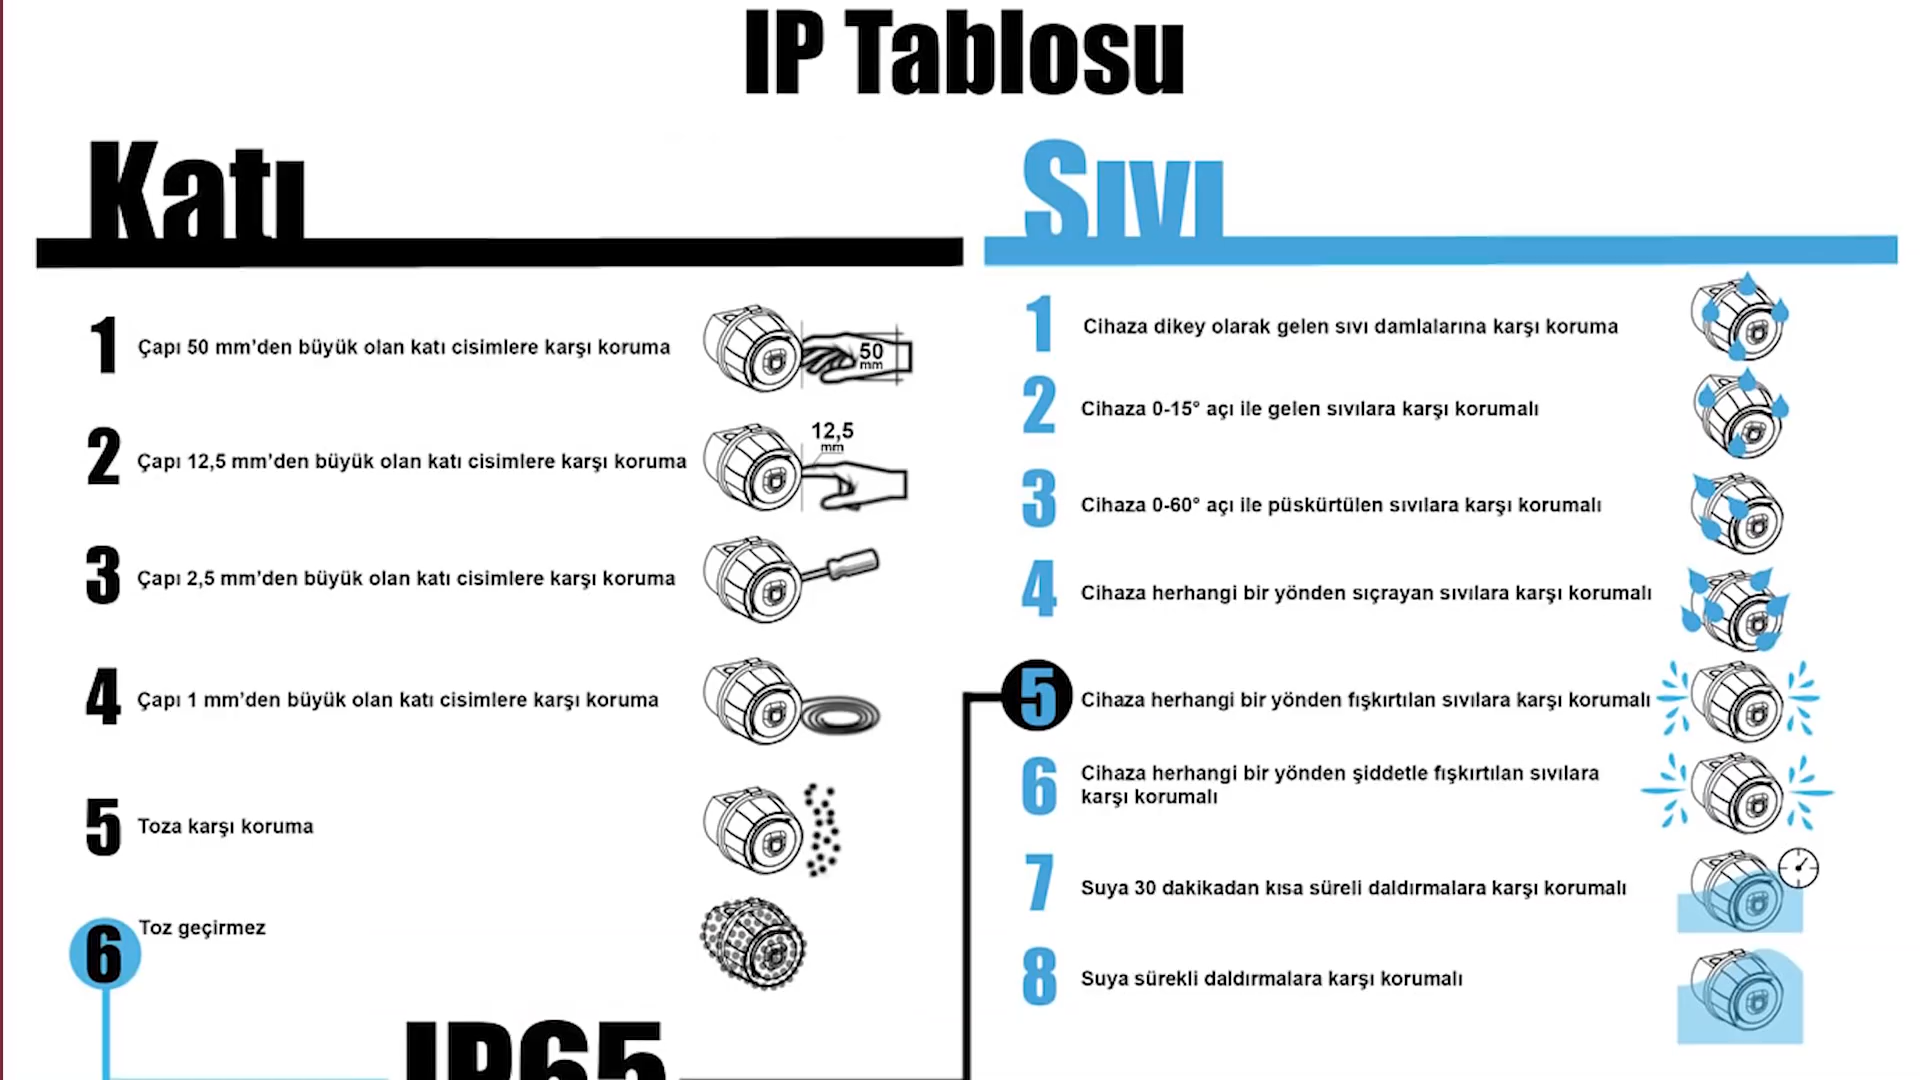 IP Tablosu
Katı
1 Çapı 50 mm'den büyük olan katı cisimlere karşı koruma
50
mm
2 Çapı 12,5 mm'den büyük olan katı cisimlere karşı koruma
12,5
mm
3 Çapı 2,5 mm'den büyük olan katı cisimlere karşı koruma
4 Çapı 1 mm'den büyük olan katı cisimlere karşı koruma
5 Toza karşı koruma
6 Toz geçirmez
Sıvı
1 Cihaza dikey olarak gelen sıvı damlalarına karşı koruma
2 Cihaza 0-15° açı ile gelen sıvılara karşı korumalı
3 Cihaza 0-60° açı ile püskürtülen sıvılara karşı korumalı
4 Cihaza herhangi bir yönden sıçrayan sıvılara karşı korumalı
5 Cihaza herhangi bir yönden fışkırtılan sıvılara karşı korumalı
6 Cihaza herhangi bir yönden şiddetle fışkırtılan sıvılara
karşı korumalı
7 Suya 30 dakikadan kısa süreli daldırmalara karşı korumalı
8 Suya sürekli daldırmalara karşı korumalı
IP65